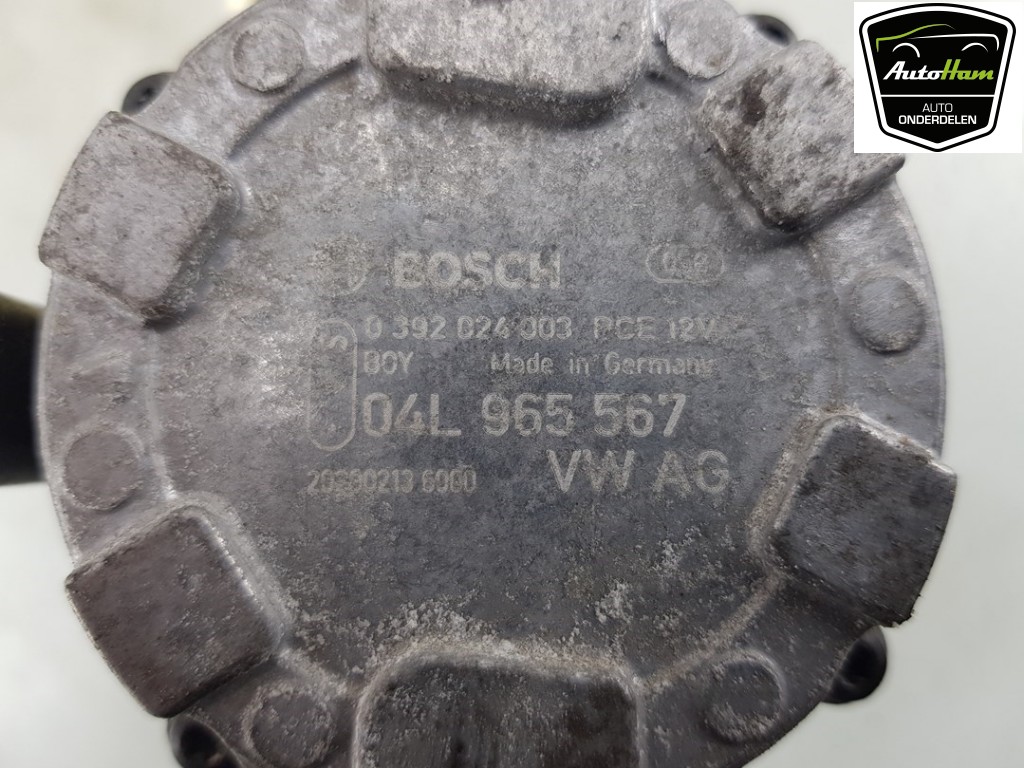 AutoHam
AUTO
ONDERDELEN
BOSCH
0 392 024 003 PCE 12V
BOY Made in Germany
04L 965 567
VW AG
6000